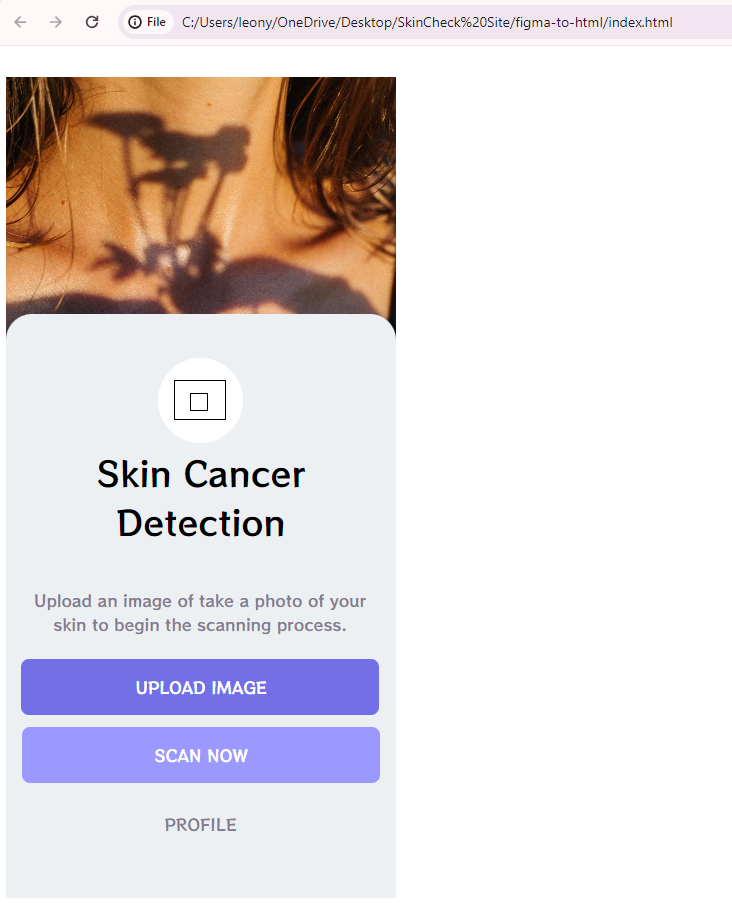 File C:/Users/leony/OneDrive/Desktop/SkinCheck%20Site/figma-to-html/index.html
Skin Cancer
Detection
Upload an image of take a photo of your
skin to begin the scanning process.
UPLOAD IMAGE
SCAN NOW
PROFILE